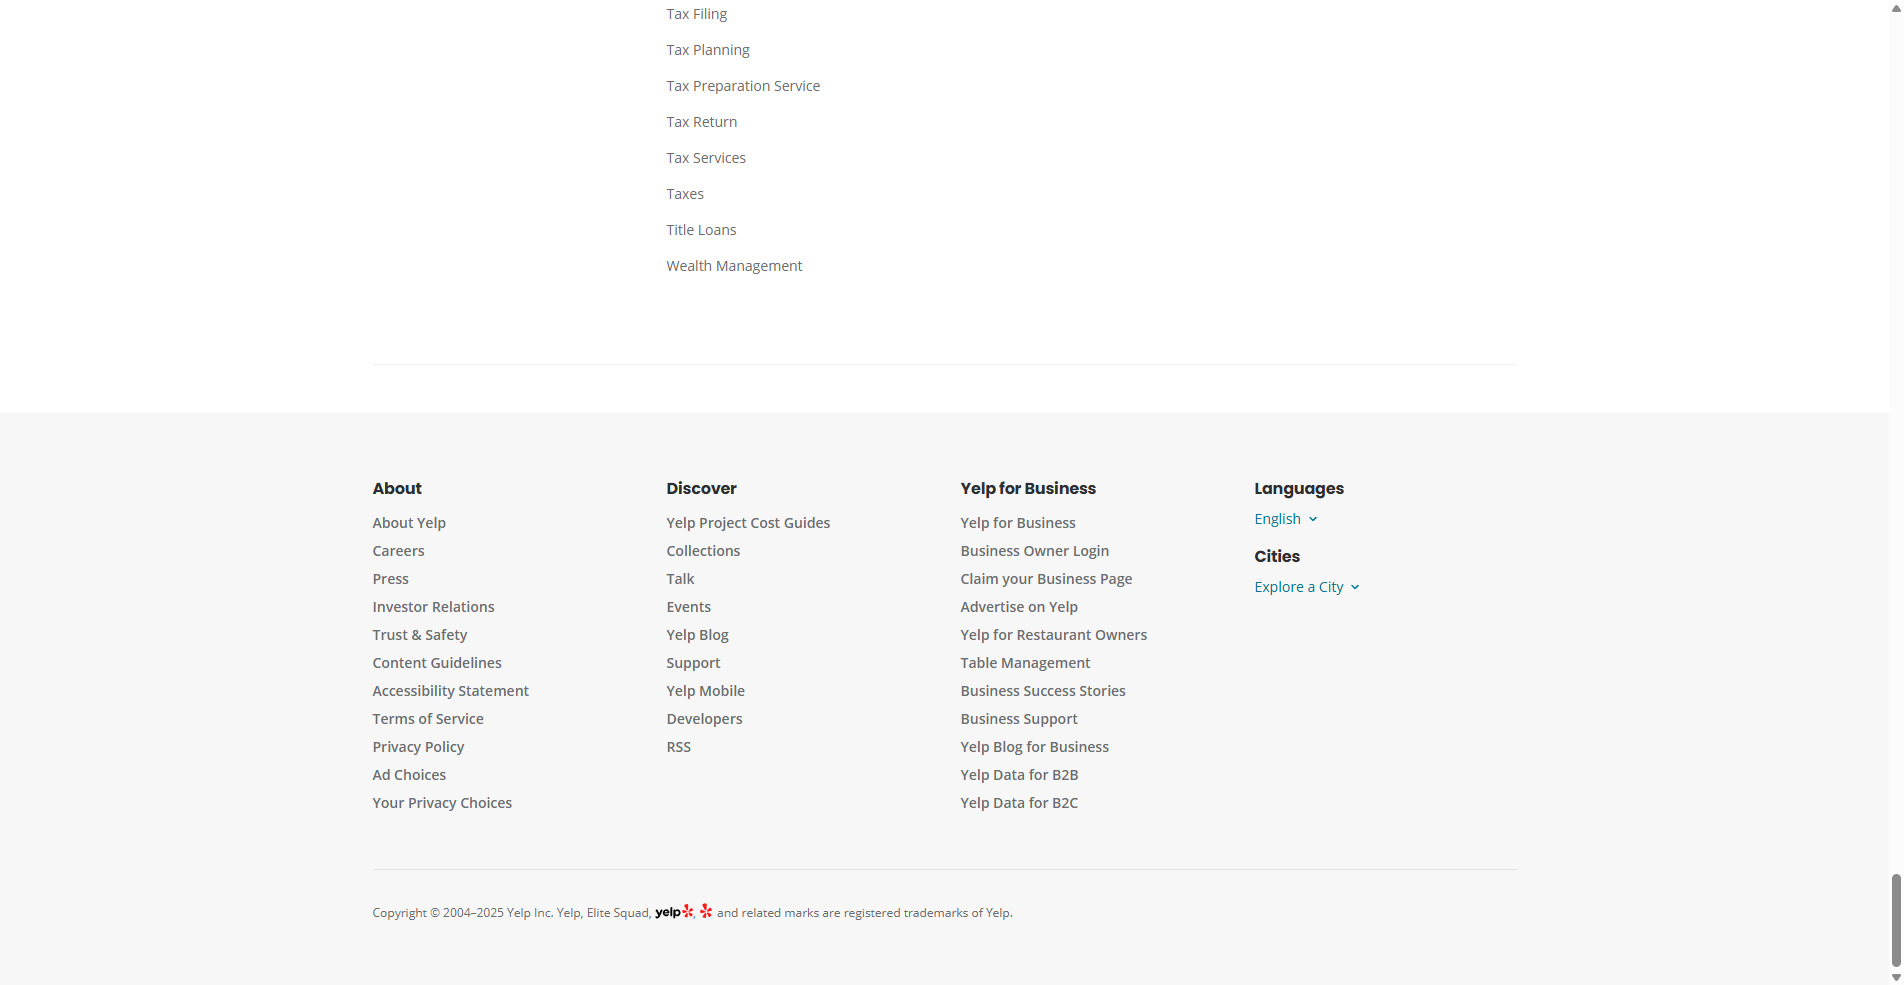 Tax Filing
Tax Planning
Tax Preparation Service
Tax Return
Tax Services
Taxes
Title Loans
Wealth Management
About
About Yelp
Careers
Press
Investor Relations
Trust & Safety
Content Guidelines
Accessibility Statement
Terms of Service
Privacy Policy
Ad Choices
Your Privacy Choices
Discover
Yelp Project Cost Guides
Collections
Talk
Events
Yelp Blog
Support
Yelp Mobile
Developers
RSS
Yelp for Business
Yelp for Business
Business Owner Login
Claim your Business Page
Advertise on Yelp
Yelp for Restaurant Owners
Table Management
Business Success Stories
Business Support
Yelp Blog for Business
Yelp Data for B2B
Yelp Data for B2C
Languages
English
Cities
Explore a City
Copyright © 2004–2025 Yelp Inc. Yelp, Elite Squad, yelp, and related marks are registered trademarks of Yelp.